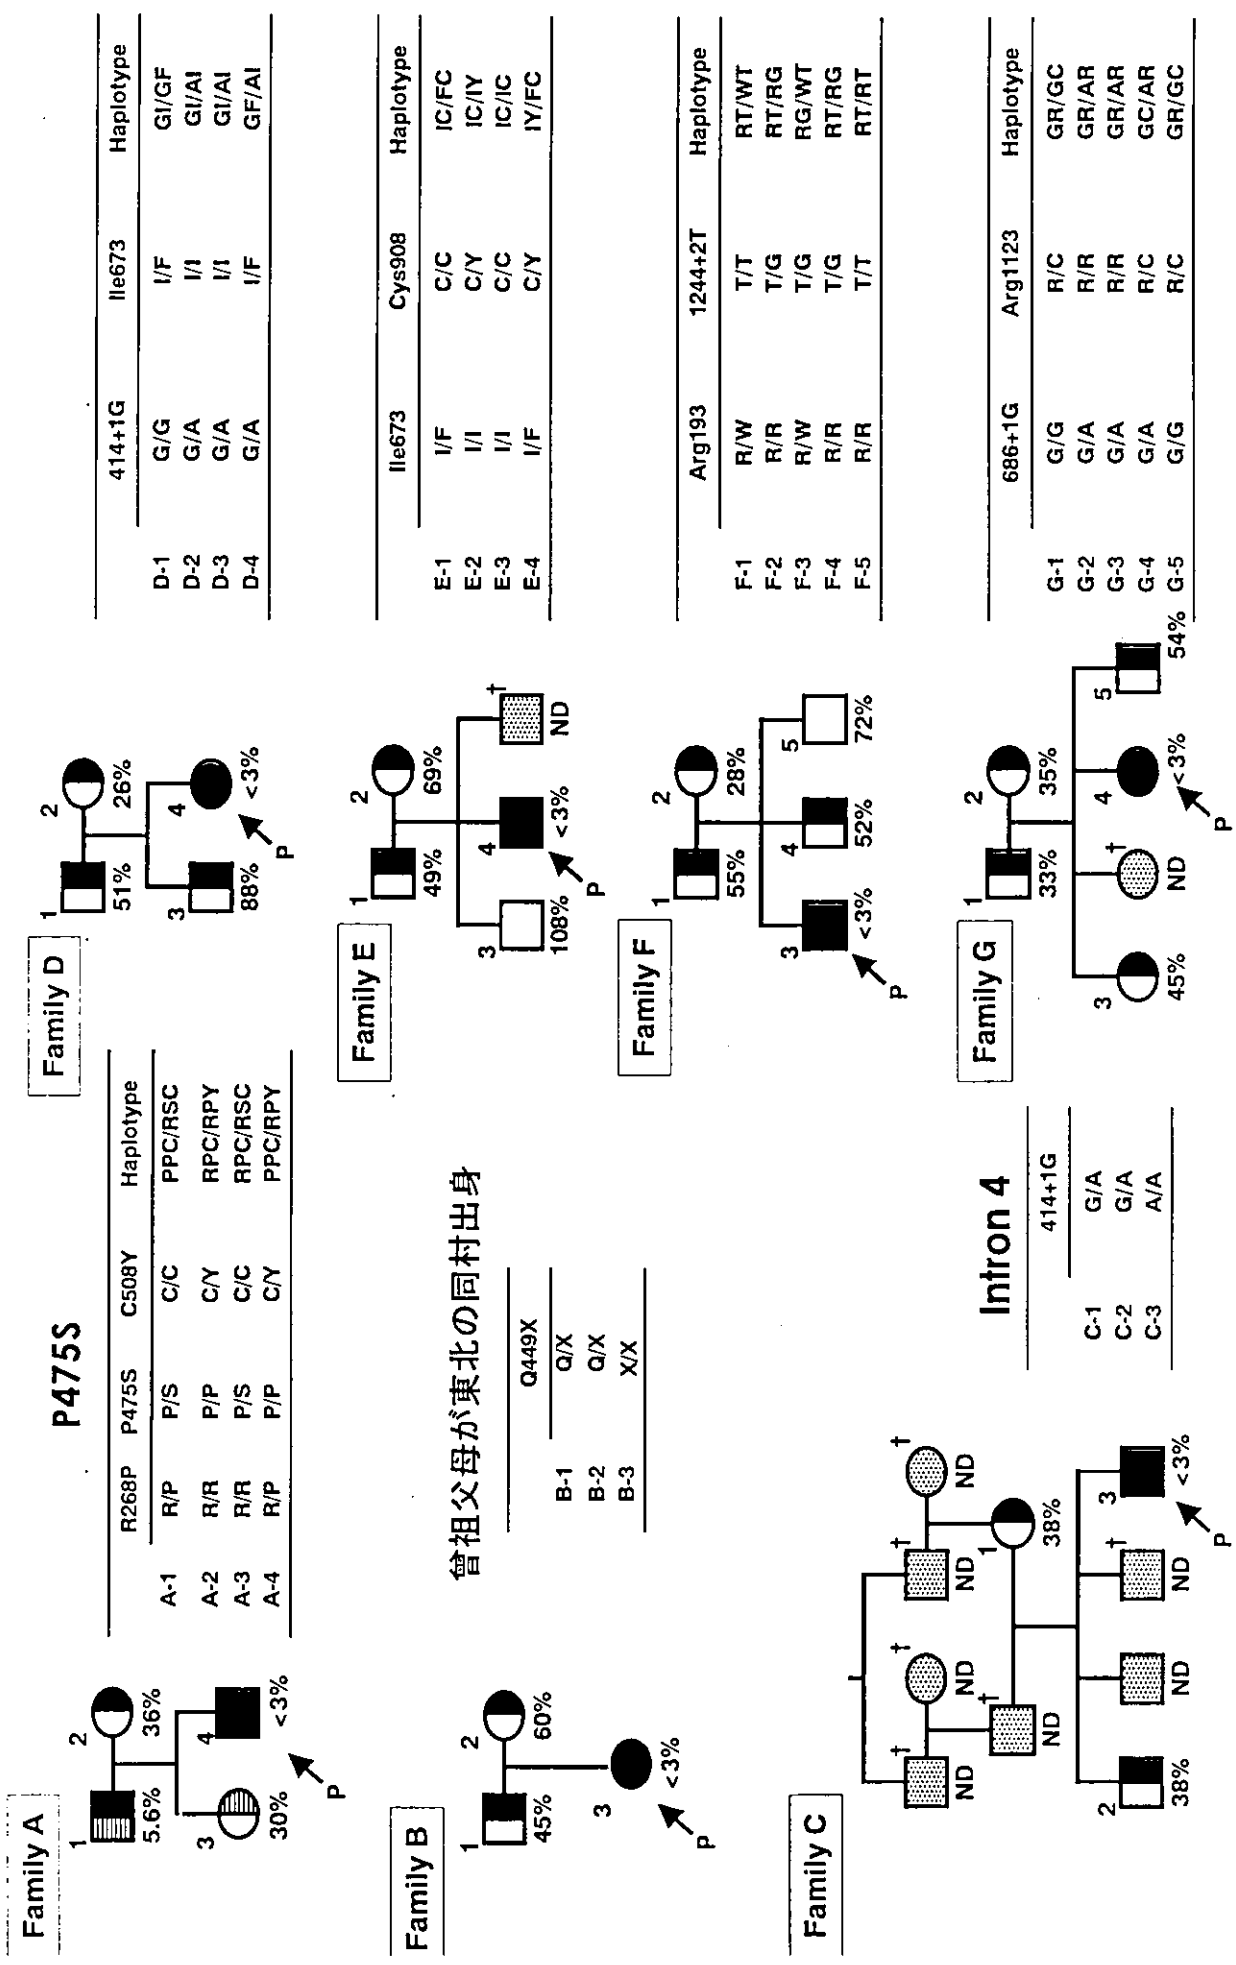 Family A
1
2
5.6%
36%
3
4
30%
<3%
P
P475S
R268P P475S C508Y Haplotype
A-1 R/P P/S C/C PPC/RSC
A-2 R/R P/P C/Y RPC/RPY
A-3 R/R P/S C/C RPC/RSC
A-4 R/P P/P C/Y PPC/RPY
Family B
1
2
45%
60%
3
<3%
P
曾祖父母が東北の同村出身
Q449X
B-1 Q/X
B-2 Q/X
B-3 X/X
Family C
†
†
†
ND
ND
ND
ND
†
1
ND
38%
2
†
3
38%
ND
ND
<3%
P
Intron 4
414+1G
C-1 G/A
C-2 G/A
C-3 A/A
Family D
1
2
51%
26%
3
4
88%
<3%
P
414+1G Ile673 Haplotype
D-1 G/G I/F GI/GF
D-2 G/A I/I GI/AI
D-3 G/A I/I GI/AI
D-4 G/A I/F GF/AI
Family E
1
2
49%
69%
3
4
†
108%
<3%
ND
P
Ile673 Cys908 Haplotype
E-1 I/F C/C IC/FC
E-2 I/I C/Y IC/IY
E-3 I/I C/C IC/IC
E-4 I/F C/Y IY/FC
Family F
1
2
55%
28%
3
4
5
<3%
52%
72%
P
Arg193 1244+2T Haplotype
F-1 R/W T/T RT/WT
F-2 R/R T/G RT/RG
F-3 R/W T/G RG/WT
F-4 R/R T/G RT/RG
F-5 R/R T/T RT/RT
Family G
1
2
33%
35%
3
†
4
5
45%
ND
<3%
54%
P
686+1G Arg1123 Haplotype
G-1 G/G R/C GR/GC
G-2 G/A R/R GR/AR
G-3 G/A R/R GR/AR
G-4 G/A R/C GC/AR
G-5 G/G R/C GR/GC